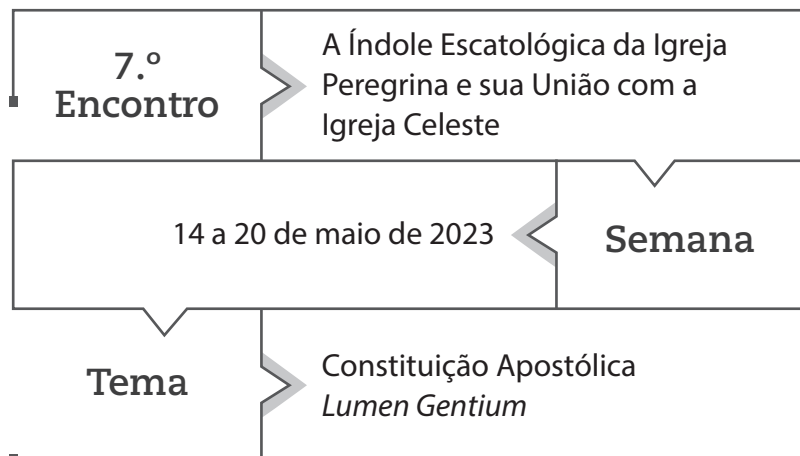 7.º
Encontro
A Índole Escatológica da Igreja
Peregrina e sua União com a
Igreja Celeste
Semana
14 a 20 de maio de 2023
Tema
Constituição Apostólica
Lumen Gentium